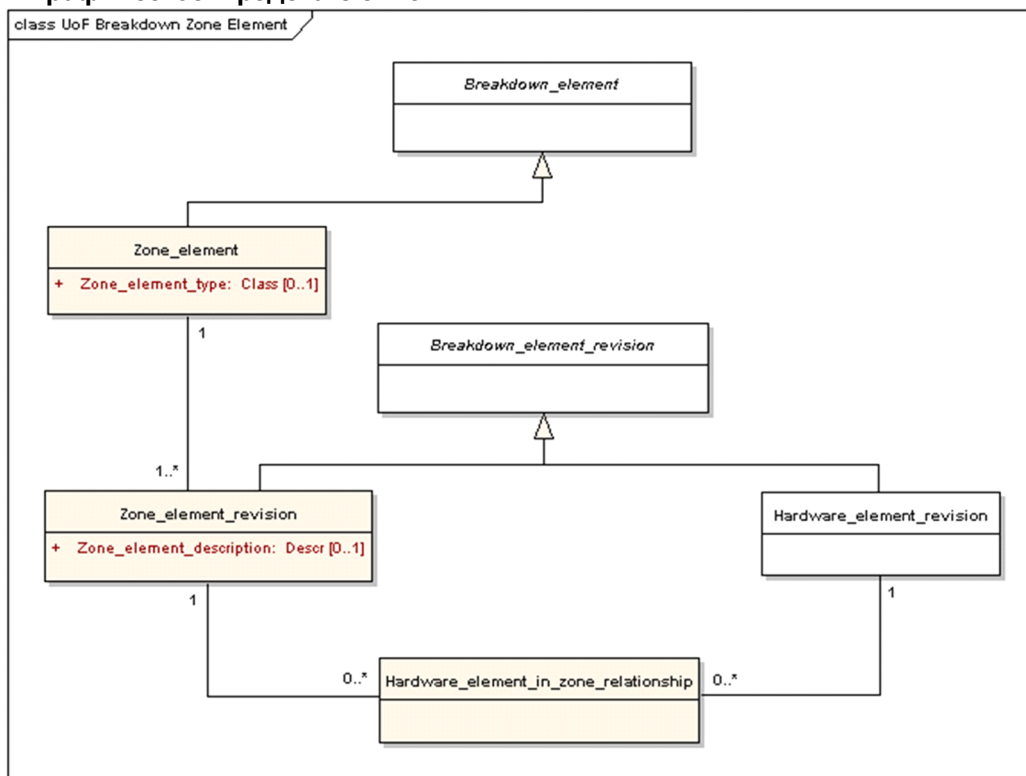 class UoF Breakdown Zone Element
Breakdown_element
Zone_element
+ Zone_element_type: Class [0..1]
1
Breakdown_element_revision
1..*
Zone_element_revision
+ Zone_element_description: Descr [0..1]
Hardware_element_revision
1
1
0..*
Hardware_element_in_zone_relationship
0..*